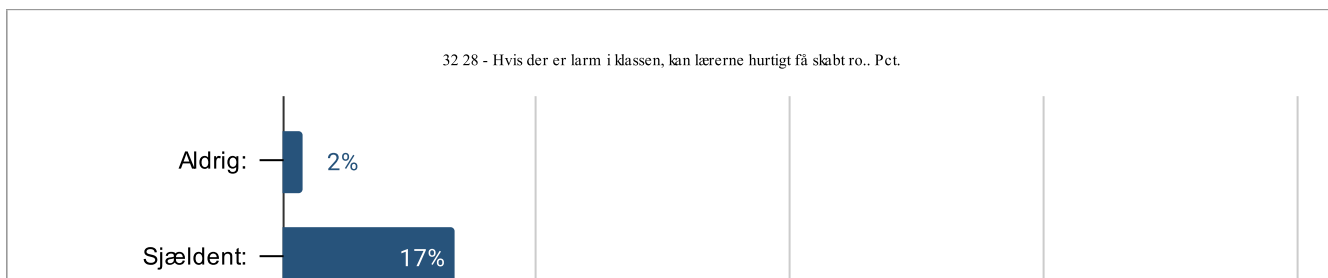 32 28 - Hvis der er larm i klassen, kan lærerne hurtigt få skabt ro.. Pct.
Aldrig: 2%
Sjældent: 17%